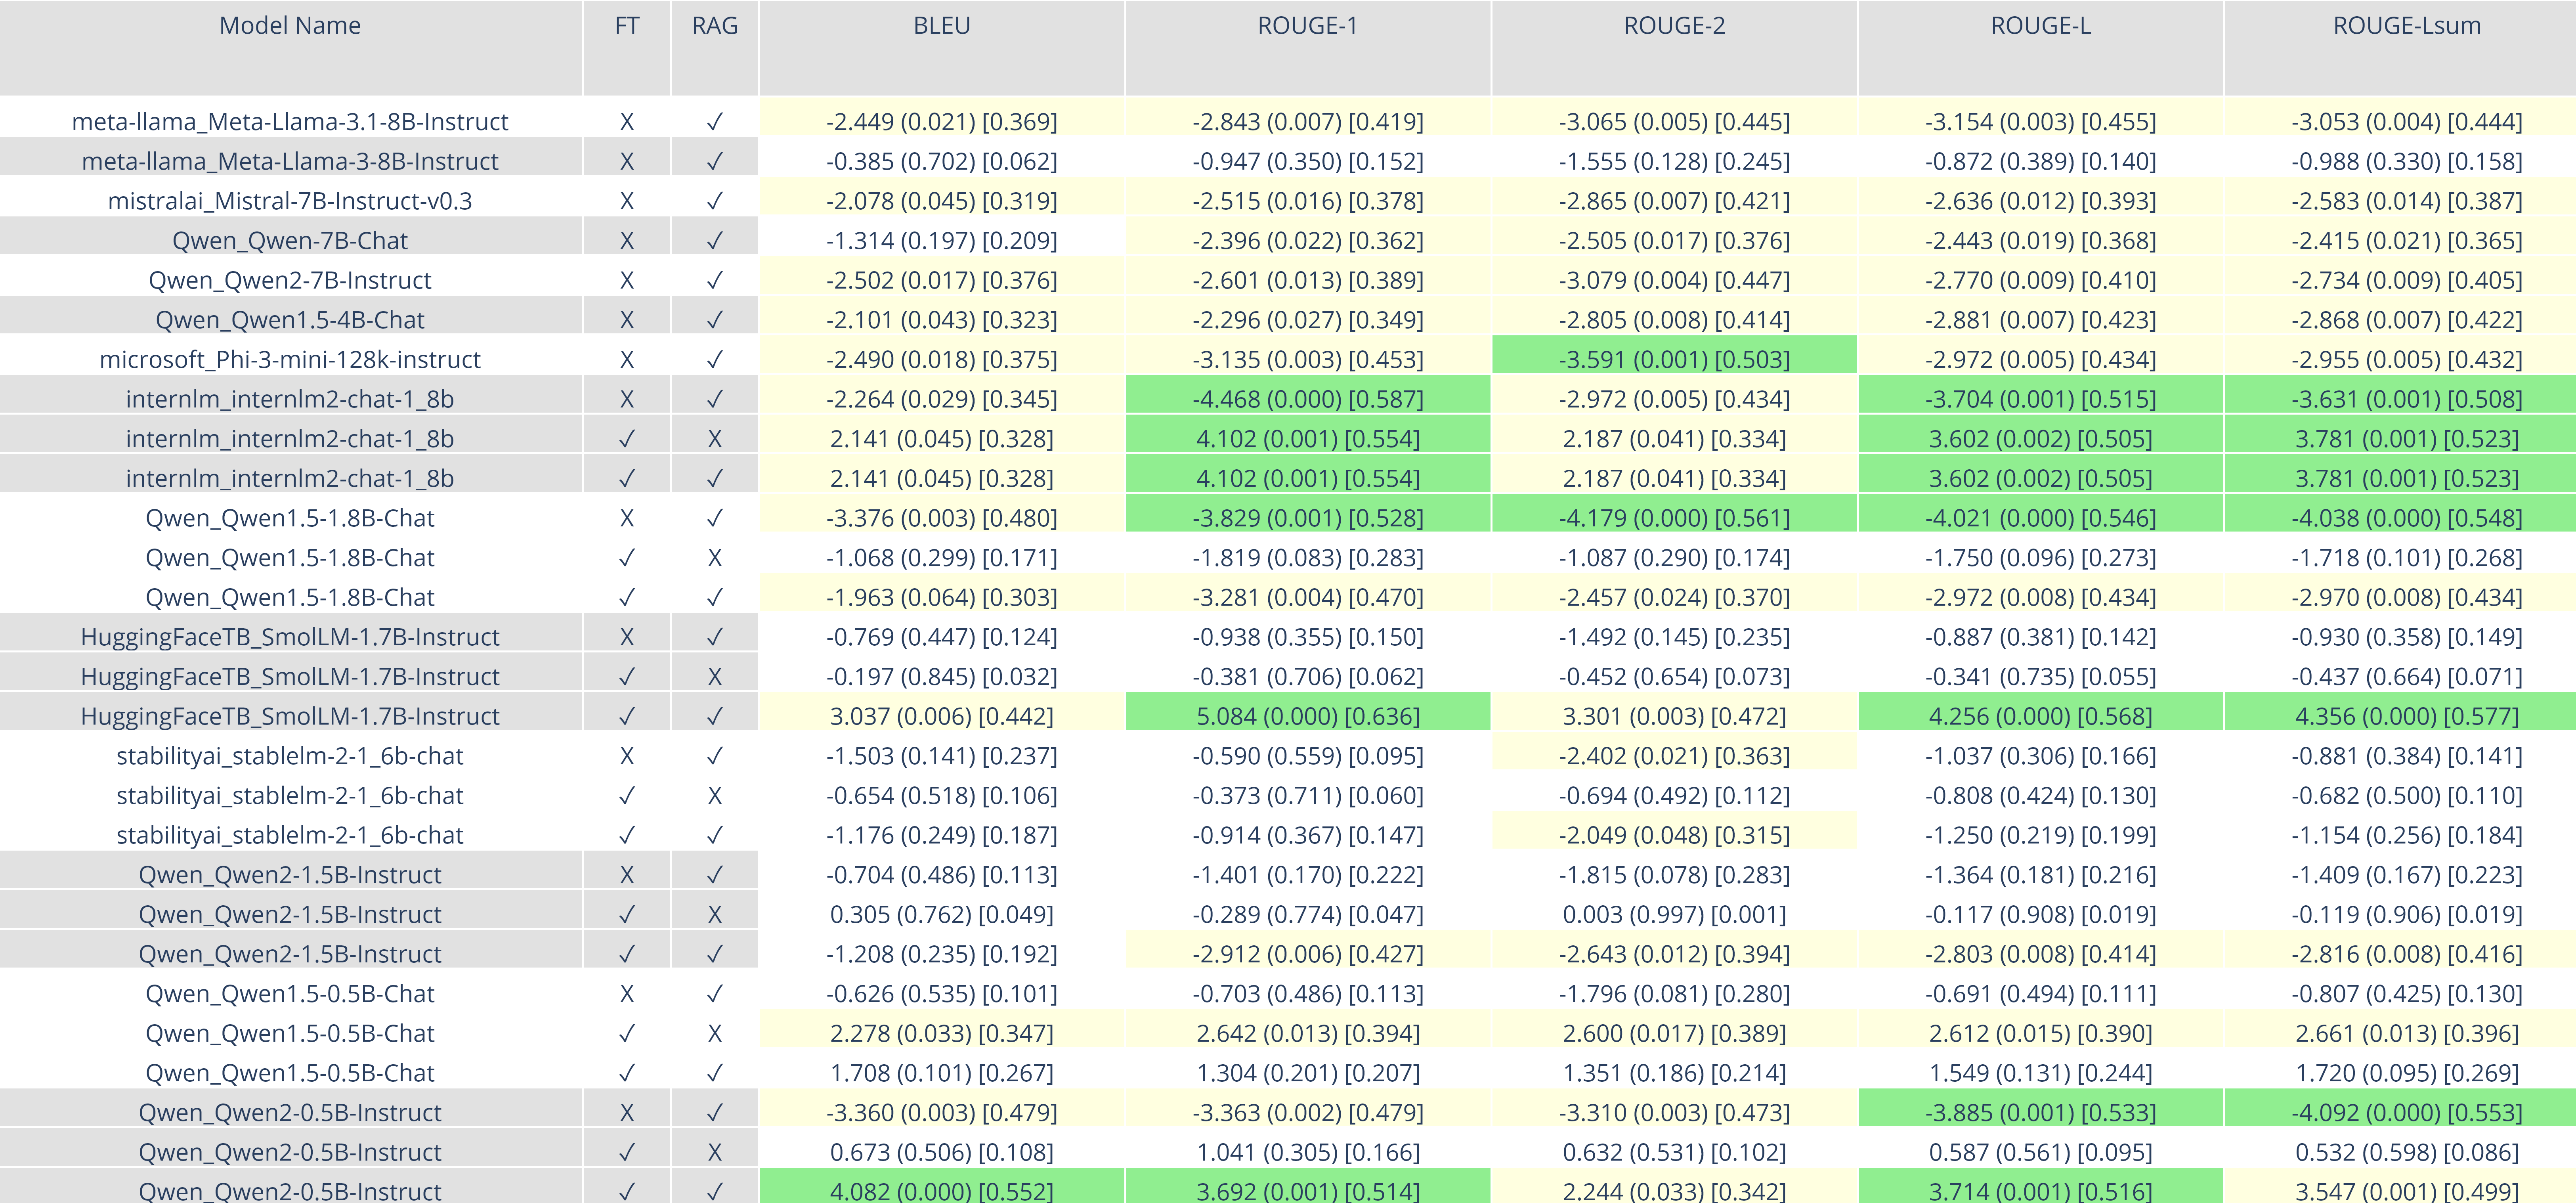 Model Name FT RAG BLEU ROUGE-1 ROUGE-2 ROUGE-L ROUGE-Lsum
meta-llama_Meta-Llama-3.1-8B-Instruct X ✓ -2.449 (0.021) [0.369] -2.843 (0.007) [0.419] -3.065 (0.005) [0.445] -3.154 (0.003) [0.455] -3.053 (0.004) [0.444]
meta-llama_Meta-Llama-3-8B-Instruct X ✓ -0.385 (0.702) [0.062] -0.947 (0.350) [0.152] -1.555 (0.128) [0.245] -0.872 (0.389) [0.140] -0.988 (0.330) [0.158]
mistralai_Mistral-7B-Instruct-v0.3 X ✓ -2.078 (0.045) [0.319] -2.515 (0.016) [0.378] -2.865 (0.007) [0.421] -2.636 (0.012) [0.393] -2.583 (0.014) [0.387]
Qwen_Qwen-7B-Chat X ✓ -1.314 (0.197) [0.209] -2.396 (0.022) [0.362] -2.505 (0.017) [0.376] -2.443 (0.019) [0.368] -2.415 (0.021) [0.365]
Qwen_Qwen2-7B-Instruct X ✓ -2.502 (0.017) [0.376] -2.601 (0.013) [0.389] -3.079 (0.004) [0.447] -2.770 (0.009) [0.410] -2.734 (0.009) [0.405]
Qwen_Qwen1.5-4B-Chat X ✓ -2.101 (0.043) [0.323] -2.296 (0.027) [0.349] -2.805 (0.008) [0.414] -2.881 (0.007) [0.423] -2.868 (0.007) [0.422]
microsoft_Phi-3-mini-128k-instruct X ✓ -2.490 (0.018) [0.375] -3.135 (0.003) [0.453] -3.591 (0.001) [0.503] -2.972 (0.005) [0.434] -2.955 (0.005) [0.432]
internlm_internlm2-chat-1_8b X ✓ -2.264 (0.029) [0.345] -4.468 (0.000) [0.587] -2.972 (0.005) [0.434] -3.704 (0.001) [0.515] -3.631 (0.001) [0.508]
internlm_internlm2-chat-1_8b ✓ X 2.141 (0.045) [0.328] 4.102 (0.001) [0.554] 2.187 (0.041) [0.334] 3.602 (0.002) [0.505] 3.781 (0.001) [0.523]
internlm_internlm2-chat-1_8b ✓ ✓ 2.141 (0.045) [0.328] 4.102 (0.001) [0.554] 2.187 (0.041) [0.334] 3.602 (0.002) [0.505] 3.781 (0.001) [0.523]
Qwen_Qwen1.5-1.8B-Chat X ✓ -3.376 (0.003) [0.480] -3.829 (0.001) [0.528] -4.179 (0.000) [0.561] -4.021 (0.000) [0.546] -4.038 (0.000) [0.548]
Qwen_Qwen1.5-1.8B-Chat ✓ X -1.068 (0.299) [0.171] -1.819 (0.083) [0.283] -1.087 (0.290) [0.174] -1.750 (0.096) [0.273] -1.718 (0.101) [0.268]
Qwen_Qwen1.5-1.8B-Chat ✓ ✓ -1.963 (0.064) [0.303] -3.281 (0.004) [0.470] -2.457 (0.024) [0.370] -2.972 (0.008) [0.434] -2.970 (0.008) [0.434]
HuggingFaceTB_SmolLM-1.7B-Instruct X ✓ -0.769 (0.447) [0.124] -0.938 (0.355) [0.150] -1.492 (0.145) [0.235] -0.887 (0.381) [0.142] -0.930 (0.358) [0.149]
HuggingFaceTB_SmolLM-1.7B-Instruct ✓ X -0.197 (0.845) [0.032] -0.381 (0.706) [0.062] -0.452 (0.654) [0.073] -0.341 (0.735) [0.055] -0.437 (0.664) [0.071]
HuggingFaceTB_SmolLM-1.7B-Instruct ✓ ✓ 3.037 (0.006) [0.442] 5.084 (0.000) [0.636] 3.301 (0.003) [0.472] 4.256 (0.000) [0.568] 4.356 (0.000) [0.577]
stabilityai_stablelm-2-1_6b-chat X ✓ -1.503 (0.141) [0.237] -0.590 (0.559) [0.095] -2.402 (0.021) [0.363] -1.037 (0.306) [0.166] -0.881 (0.384) [0.141]
stabilityai_stablelm-2-1_6b-chat ✓ X -0.654 (0.518) [0.106] -0.373 (0.711) [0.060] -0.694 (0.492) [0.112] -0.808 (0.424) [0.130] -0.682 (0.500) [0.110]
stabilityai_stablelm-2-1_6b-chat ✓ ✓ -1.176 (0.249) [0.187] -0.914 (0.367) [0.147] -2.049 (0.048) [0.315] -1.250 (0.219) [0.199] -1.154 (0.256) [0.184]
Qwen_Qwen2-1.5B-Instruct X ✓ -0.704 (0.486) [0.113] -1.401 (0.170) [0.222] -1.815 (0.078) [0.283] -1.364 (0.181) [0.216] -1.409 (0.167) [0.223]
Qwen_Qwen2-1.5B-Instruct ✓ X 0.305 (0.762) [0.049] -0.289 (0.774) [0.047] 0.003 (0.997) [0.001] -0.117 (0.908) [0.019] -0.119 (0.906) [0.019]
Qwen_Qwen2-1.5B-Instruct ✓ ✓ -1.208 (0.235) [0.192] -2.912 (0.006) [0.427] -2.643 (0.012) [0.394] -2.803 (0.008) [0.414] -2.816 (0.008) [0.416]
Qwen_Qwen1.5-0.5B-Chat X ✓ -0.626 (0.535) [0.101] -0.703 (0.486) [0.113] -1.796 (0.081) [0.280] -0.691 (0.494) [0.111] -0.807 (0.425) [0.130]
Qwen_Qwen1.5-0.5B-Chat ✓ X 2.278 (0.033) [0.347] 2.642 (0.013) [0.394] 2.600 (0.017) [0.389] 2.612 (0.015) [0.390] 2.661 (0.013) [0.396]
Qwen_Qwen1.5-0.5B-Chat ✓ ✓ 1.708 (0.101) [0.267] 1.304 (0.201) [0.207] 1.351 (0.186) [0.214] 1.549 (0.131) [0.244] 1.720 (0.095) [0.269]
Qwen_Qwen2-0.5B-Instruct X ✓ -3.360 (0.003) [0.479] -3.363 (0.002) [0.479] -3.310 (0.003) [0.473] -3.885 (0.001) [0.533] -4.092 (0.000) [0.553]
Qwen_Qwen2-0.5B-Instruct ✓ X 0.673 (0.506) [0.108] 1.041 (0.305) [0.166] 0.632 (0.531) [0.102] 0.587 (0.561) [0.095] 0.532 (0.598) [0.086]
Qwen_Qwen2-0.5B-Instruct ✓ ✓ 4.082 (0.000) [0.552] 3.692 (0.001) [0.514] 2.244 (0.033) [0.342] 3.714 (0.001) [0.516] 3.547 (0.001) [0.499]